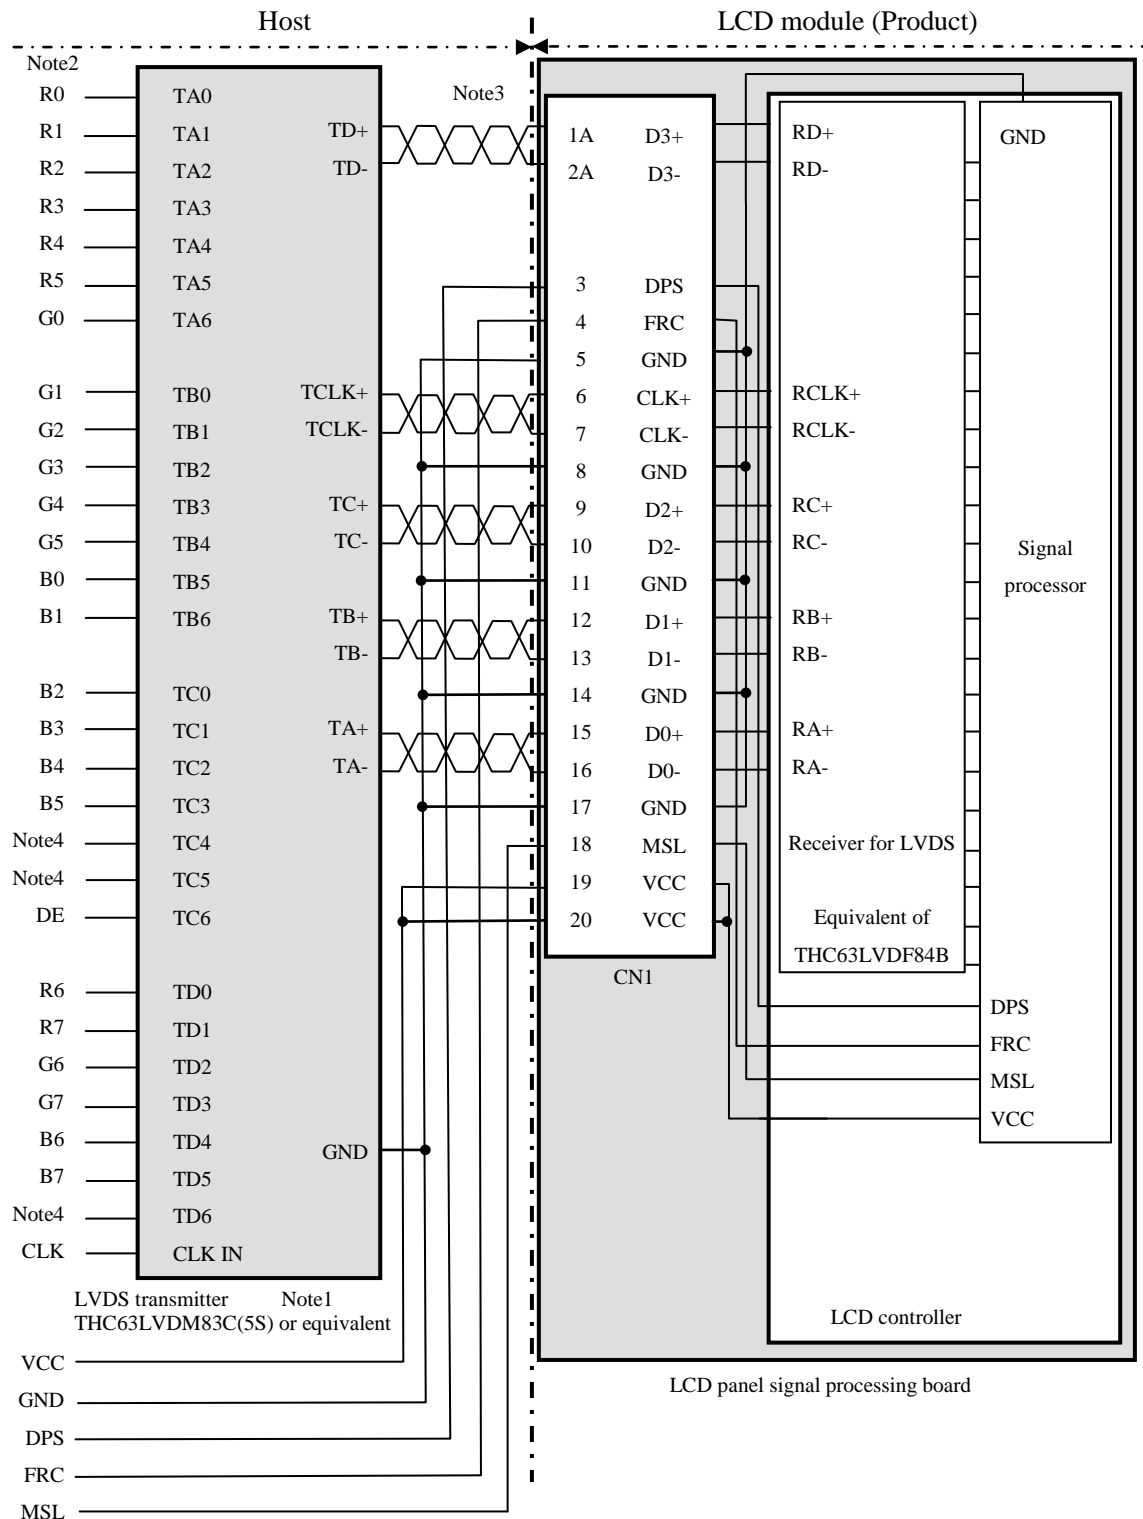 Host
LCD module (Product)
Note2
R0 TA0
R1 TA1
R2 TA2
R3 TA3
R4 TA4
R5 TA5
G0 TA6
G1 TB0
G2 TB1
G3 TB2
G4 TB3
G5 TB4
B0 TB5
B1 TB6
B2 TC0
B3 TC1
B4 TC2
B5 TC3
Note4 TC4
Note4 TC5
DE TC6
R6 TD0
R7 TD1
G6 TD2
G7 TD3
B6 TD4
B7 TD5
Note4 TD6
CLK CLK IN
TD+
TD-
TCLK+
TCLK-
TC+
TC-
TB+
TB-
TA+
TA-
GND
LVDS transmitter Note1
THC63LVDM83C(5S) or equivalent
VCC
GND
DPS
FRC
MSL
Note3
1A D3+
2A D3-
3 DPS
4 FRC
5 GND
6 CLK+
7 CLK-
8 GND
9 D2+
10 D2-
11 GND
12 D1+
13 D1-
14 GND
15 D0+
16 D0-
17 GND
18 MSL
19 VCC
20 VCC
CN1
RD+
RD-
RCLK+
RCLK-
RC+
RC-
RB+
RB-
RA+
RA-
Receiver for LVDS
Equivalent of
THC63LVDF84B
GND
Signal
processor
DPS
FRC
MSL
VCC
LCD controller
LCD panel signal processing board